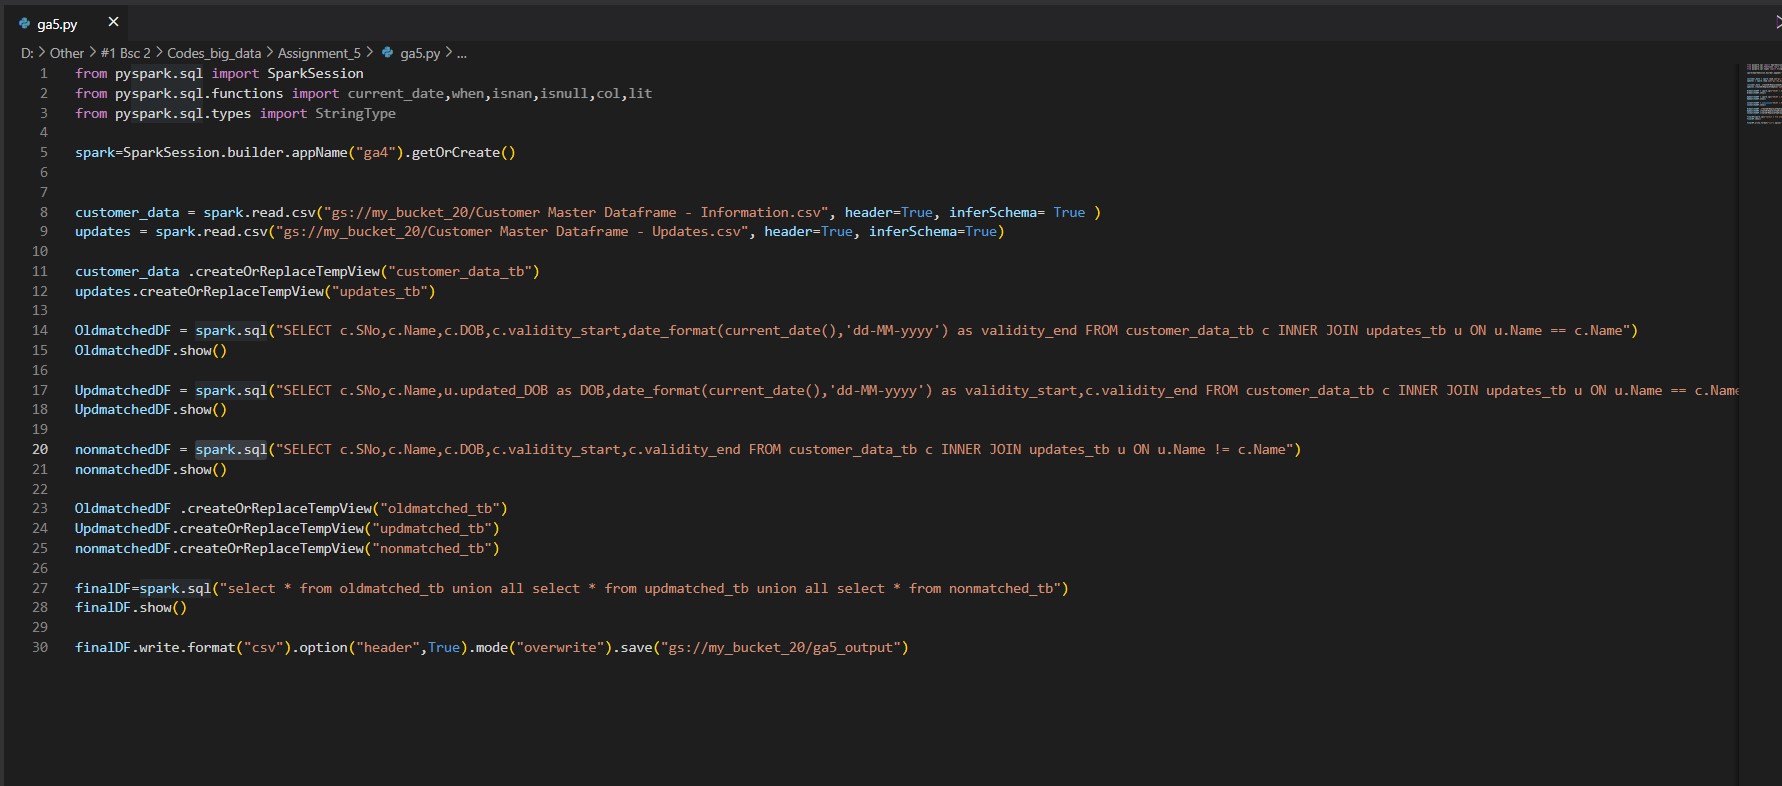 ga5.py ×
D: > Other > #1 Bsc 2 > Codes_big_data > Assignment_5 > ga5.py > ...
1 from pyspark.sql import SparkSession
2 from pyspark.sql.functions import current_date,when,isnan,isnull,col,lit
3 from pyspark.sql.types import StringType
4
5 spark=SparkSession.builder.appName("ga4").getOrCreate()
6
7
8 customer_data = spark.read.csv("gs://my_bucket_20/Customer Master Dataframe - Information.csv", header=True, inferSchema= True )
9 updates = spark.read.csv("gs://my_bucket_20/Customer Master Dataframe - Updates.csv", header=True, inferSchema=True)
10
11 customer_data .createOrReplaceTempView("customer_data_tb")
12 updates.createOrReplaceTempView("updates_tb")
13
14 OldmatchedDF = spark.sql("SELECT c.SNo,c.Name,c.DOB,c.validity_start,date_format(current_date(),'dd-MM-yyyy') as validity_end FROM customer_data_tb c INNER JOIN updates_tb u ON u.Name == c.Name")
15 OldmatchedDF.show()
16
17 UpdmatchedDF = spark.sql("SELECT c.SNo,c.Name,u.updated_DOB as DOB,date_format(current_date(),'dd-MM-yyyy') as validity_start,c.validity_end FROM customer_data_tb c INNER JOIN updates_tb u ON u.Name == c.Name
18 UpdmatchedDF.show()
19
20 nonmatchedDF = spark.sql("SELECT c.SNo,c.Name,c.DOB,c.validity_start,c.validity_end FROM customer_data_tb c INNER JOIN updates_tb u ON u.Name != c.Name")
21 nonmatchedDF.show()
22
23 OldmatchedDF .createOrReplaceTempView("oldmatched_tb")
24 UpdmatchedDF.createOrReplaceTempView("updmatched_tb")
25 nonmatchedDF.createOrReplaceTempView("nonmatched_tb")
26
27 finalDF=spark.sql("select * from oldmatched_tb union all select * from updmatched_tb union all select * from nonmatched_tb")
28 finalDF.show()
29
30 finalDF.write.format("csv").option("header",True).mode("overwrite").save("gs://my_bucket_20/ga5_output")